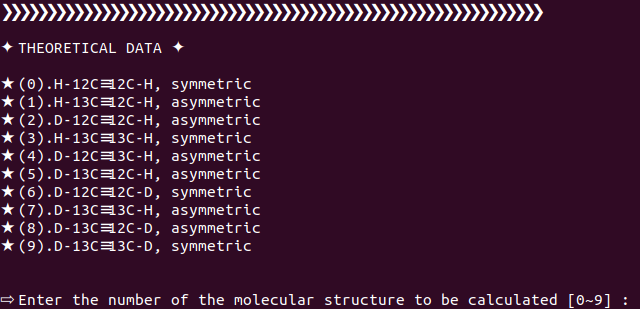 ❯❯❯❯❯❯❯❯❯❯❯❯❯❯❯❯❯❯❯❯❯❯❯❯❯❯❯❯❯❯❯❯❯❯❯❯❯❯❯❯❯❯❯❯❯❯❯❯❯❯❯❯❯❯❯❯❯❯❯❯
✦ THEORETICAL DATA ✦
★(0).H-12C≡12C-H, symmetric
★(1).H-13C≡12C-H, asymmetric
★(2).D-12C≡12C-H, asymmetric
★(3).H-13C≡13C-H, symmetric
★(4).D-12C≡13C-H, asymmetric
★(5).D-13C≡12C-H, asymmetric
★(6).D-12C≡12C-D, symmetric
★(7).D-13C≡13C-H, asymmetric
★(8).D-13C≡12C-D, asymmetric
★(9).D-13C≡13C-D, symmetric
⇨Enter the number of the molecular structure to be calculated [0~9] :